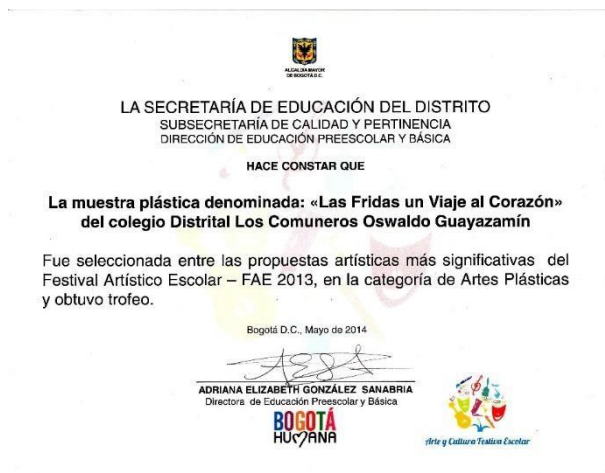 ALCALDÍA MAYOR
DE BOGOTÁ D.C.
LA SECRETARÍA DE EDUCACIÓN DEL DISTRITO
SUBSECRETARÍA DE CALIDAD Y PERTINENCIA
DIRECCIÓN DE EDUCACIÓN PREESCOLAR Y BÁSICA
HACE CONSTAR QUE
La muestra plástica denominada: «Las Fridas un Viaje al Corazón»
del colegio Distrital Los Comuneros Oswaldo Guayazamín
Fue seleccionada entre las propuestas artísticas más significativas del
Festival Artístico Escolar – FAE 2013, en la categoría de Artes Plásticas
y obtuvo trofeo.
Bogotá D.C., Mayo de 2014
ADRIANA ELIZABETH GONZÁLEZ SANABRIA
Directora de Educación Preescolar y Básica
BOGOTÁ
HUMANA
Arte y Cultura Festiva Escolar